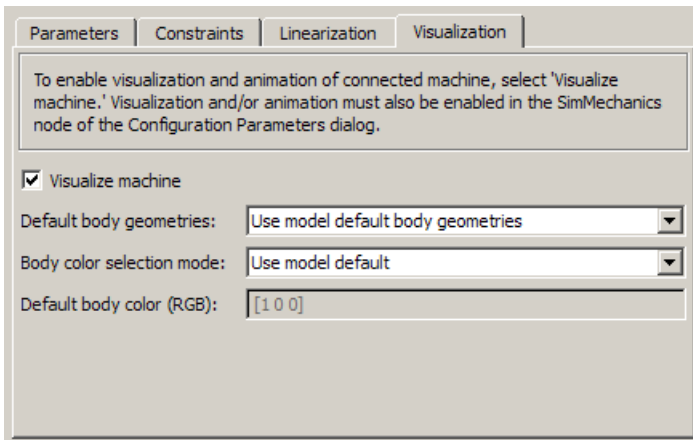 Parameters Constraints Linearization Visualization
To enable visualization and animation of connected machine, select 'Visualize
machine.' Visualization and/or animation must also be enabled in the SimMechanics
node of the Configuration Parameters dialog.
Visualize machine
Default body geometries: Use model default body geometries
Body color selection mode: Use model default
Default body color (RGB): [1 0 0]